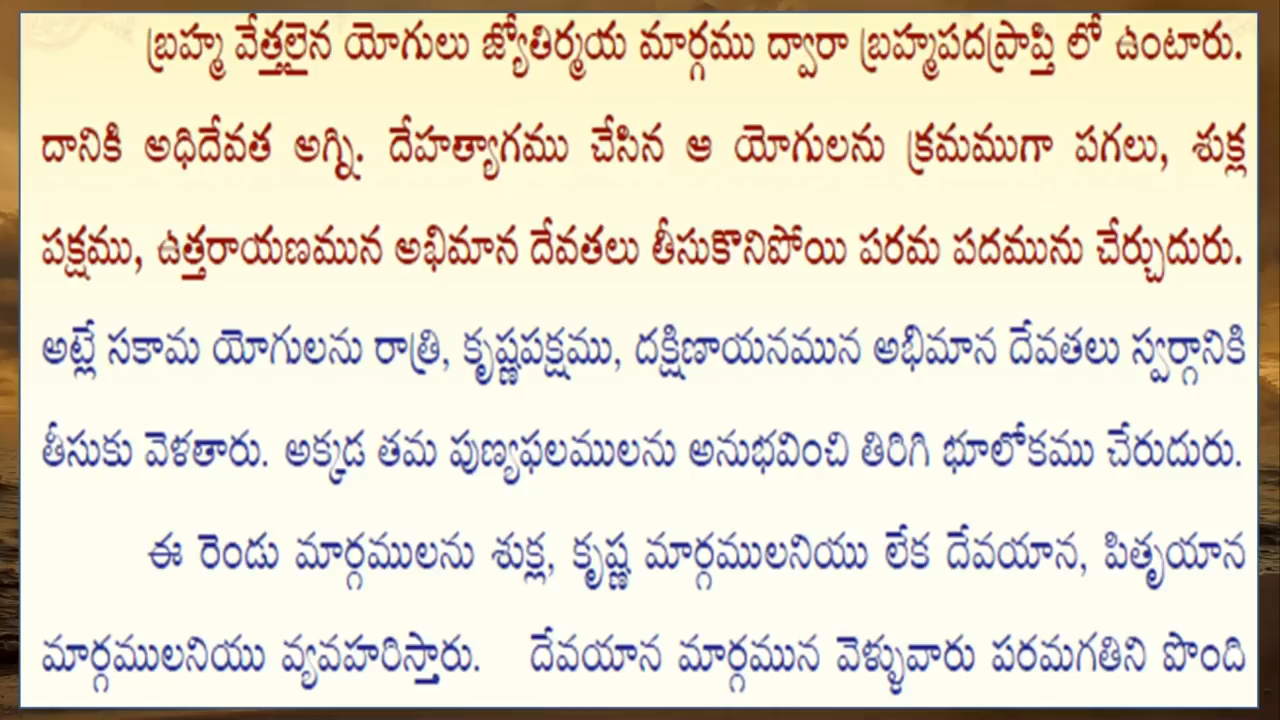 బ్రహ్మ వేత్తలైన యోగులు జ్యోతిర్మయ మార్గము ద్వారా బ్రహ్మపదప్రాప్తి లో ఉంటారు.
దానికి అధిదేవత అగ్ని. దేహత్యాగము చేసిన ఆ యోగులను క్రమముగా పగలు, శుక్ల
పక్షము, ఉత్తరాయణమున అభిమాన దేవతలు తీసుకొనిపోయి పరమ పదమును చేర్చుదురు.
అట్లే సకామ యోగులను రాత్రి, కృష్ణపక్షము, దక్షిణాయనమున అభిమాన దేవతలు స్వర్గానికి
తీసుకు వెళతారు. అక్కడ తమ పుణ్యఫలములను అనుభవించి తిరిగి భూలోకము చేరుదురు.
ఈ రెండు మార్గములను శుక్ల, కృష్ణ మార్గములనియు లేక దేవయాన, పితృయాన
మార్గములనియు వ్యవహరిస్తారు. దేవయాన మార్గమున వెళ్ళువారు పరమగతిని పొంది